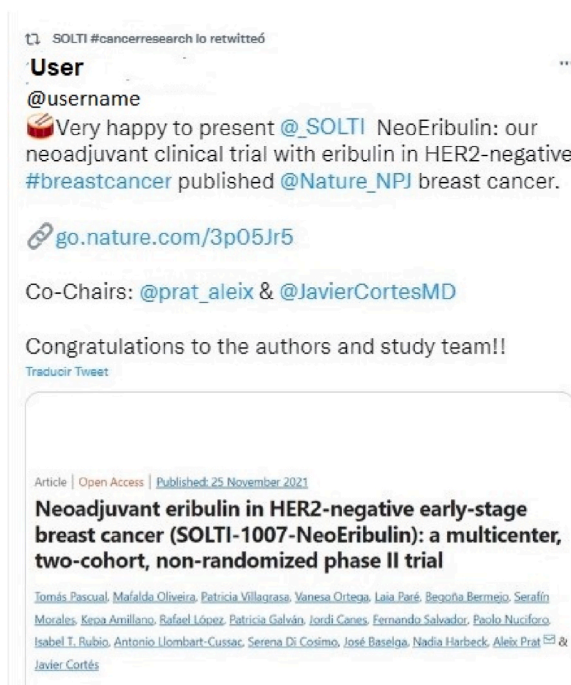 SOLTI #cancerresearch lo retwitteó
User
@username
Very happy to present @_SOLTI NeoEribulin: our
neoadjuvant clinical trial with eribulin in HER2-negative
#breastcancer published @Nature_NPJ breast cancer.
go.nature.com/3p05Jr5
Co-Chairs: @prat_aleix & @JavierCortesMD
Congratulations to the authors and study team!!
Traducir Tweet
Article | Open Access | Published: 25 November 2021
Neoadjuvant eribulin in HER2-negative early-stage
breast cancer (SOLTI-1007-NeoEribulin): a multicenter,
two-cohort, non-randomized phase II trial
Tomás Pascual, Mafalda Oliveira, Patricia Villagrasa, Vanesa Ortega, Laia Paré, Begoña Bermejo, Serafín
Morales, Kepa Amillano, Rafael López, Patricia Galván, Jordi Canes, Fernando Salvador, Paolo Nuciforo,
Isabel T. Rubio, Antonio Llombart-Cussac, Serena Di Cosimo, José Baselga, Nadia Harbeck, Aleix Prat &
Javier Cortés